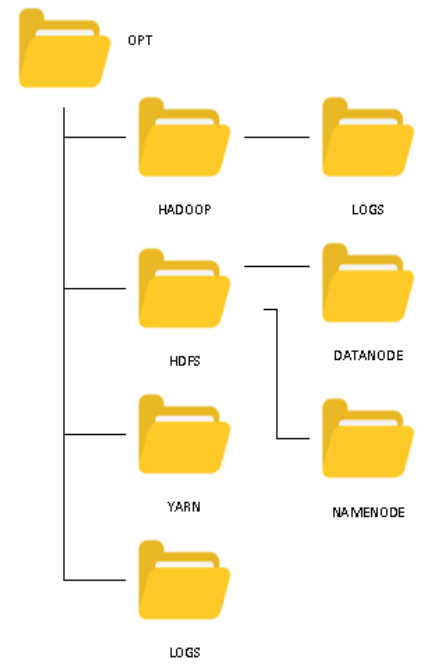 OPT
HADOOP
LOGS
HDFS
DATANODE
YARN
NAMENODE
LOGS